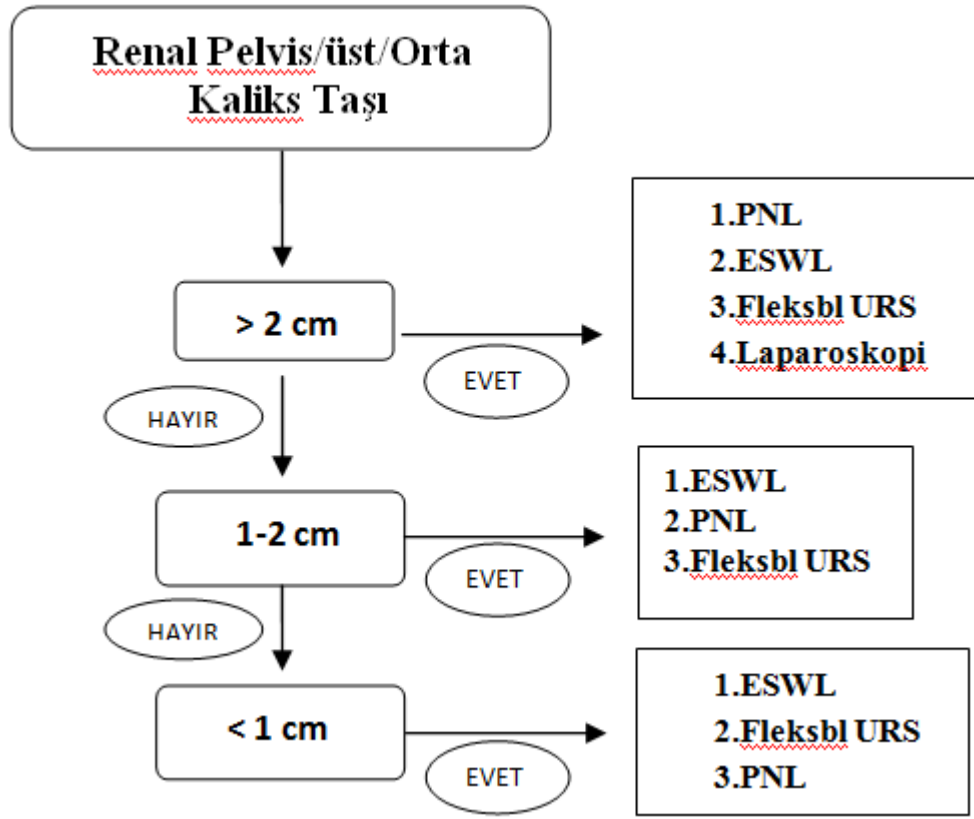 Renal Pelvis/üst/Orta
Kaliks Taşı
> 2 cm
EVET
1.PNL
2.ESWL
3.Fleksbl URS
4.Laparoskopi
HAYIR
1-2 cm
EVET
1.ESWL
2.PNL
3.Fleksbl URS
HAYIR
< 1 cm
EVET
1.ESWL
2.Fleksbl URS
3.PNL